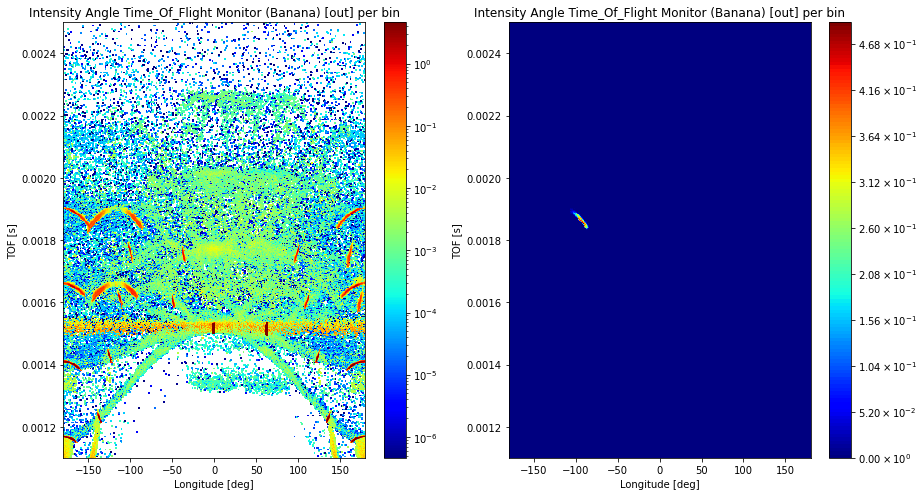 Intensity Angle Time_Of_Flight Monitor (Banana) [out] per bin
TOF [s]
0.0024
0.0022
0.0020
0.0018
0.0016
0.0014
0.0012
−150 −100 −50 0 50 100 150
Longitude [deg]
10⁰
10⁻¹
10⁻²
10⁻³
10⁻⁴
10⁻⁵
10⁻⁶
Intensity Angle Time_Of_Flight Monitor (Banana) [out] per bin
TOF [s]
0.0024
0.0022
0.0020
0.0018
0.0016
0.0014
0.0012
−150 −100 −50 0 50 100 150
Longitude [deg]
4.68 × 10⁻¹
4.16 × 10⁻¹
3.64 × 10⁻¹
3.12 × 10⁻¹
2.60 × 10⁻¹
2.08 × 10⁻¹
1.56 × 10⁻¹
1.04 × 10⁻¹
5.20 × 10⁻²
0.00 × 10⁰